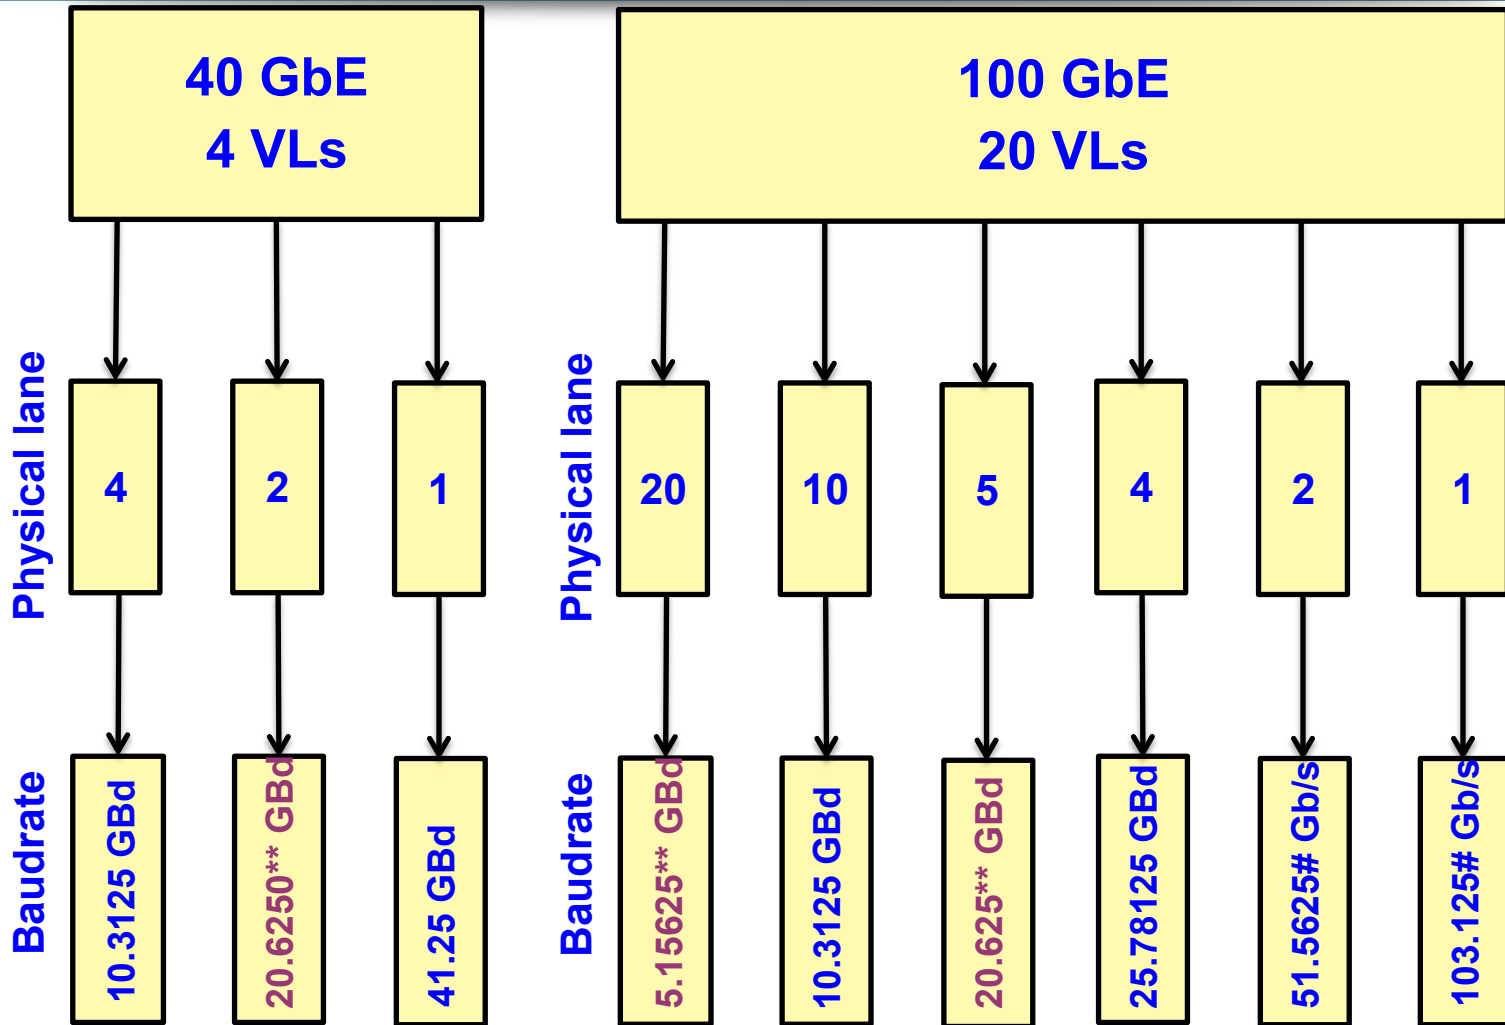 40 GbE
4 VLs
100 GbE
20 VLs
Physical lane
4
2
1
Physical lane
20
10
5
4
2
1
Baudrate
10.3125 GBd
20.6250** GBd
41.25 GBd
Baudrate
5.15625** GBd
10.3125 GBd
20.625** GBd
25.78125 GBd
51.5625# Gb/s
103.125# Gb/s